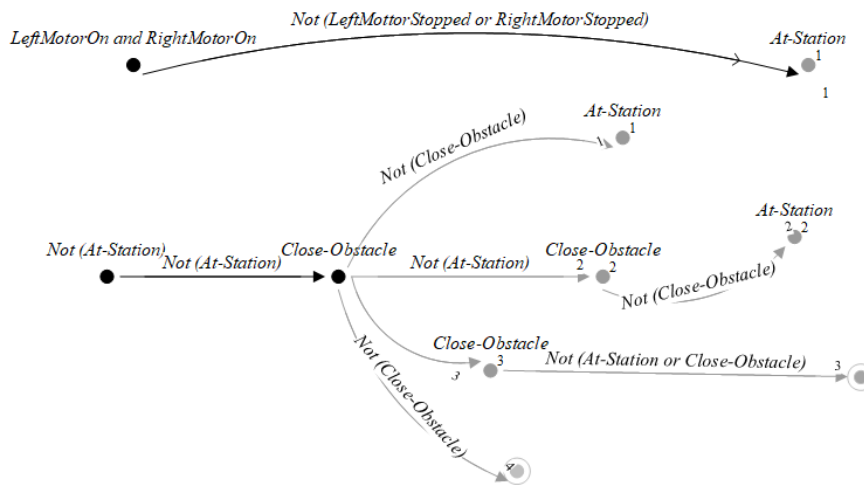 Not (LeftMottorStopped or RightMotorStopped)
LeftMotorOn and RightMotorOn
At-Station
1
1
At-Station
1
Not (Close-Obstacle)
1
At-Station
2 2
Not (At-Station)
Not (At-Station)
Close-Obstacle
Not (At-Station)
Close-Obstacle
2 2
Not (Close-Obstacle)
Close-Obstacle
3
3
Not (At-Station or Close-Obstacle)
3
Not (Close-Obstacle)
4